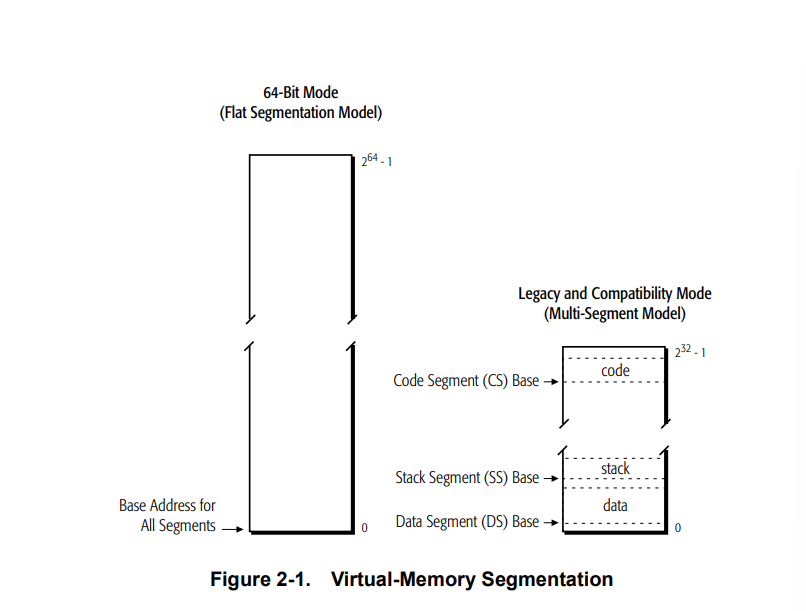 64-Bit Mode
(Flat Segmentation Model)
2^64 - 1
Legacy and Compatibility Mode
(Multi-Segment Model)
2^32 - 1
code
Code Segment (CS) Base
stack
Stack Segment (SS) Base
data
Base Address for
All Segments
0
Data Segment (DS) Base
0
Figure 2-1. Virtual-Memory Segmentation